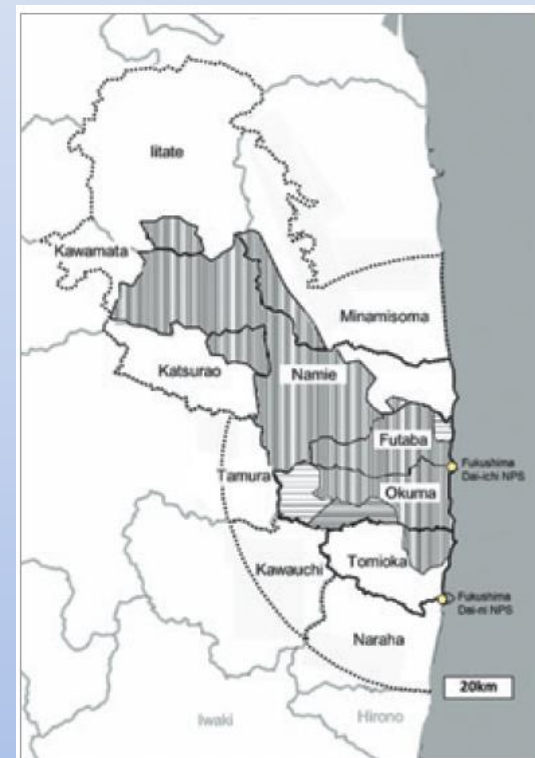 Iitate
Kawamata
Minamisoma
Katsurao
Namie
Futaba
Fukushima
Dai-ichi NPS
Tamura
Okuma
Kawauchi
Tomioka
Fukushima
Dai-ni NPS
Naraha
20km
Iwaki
Hirono